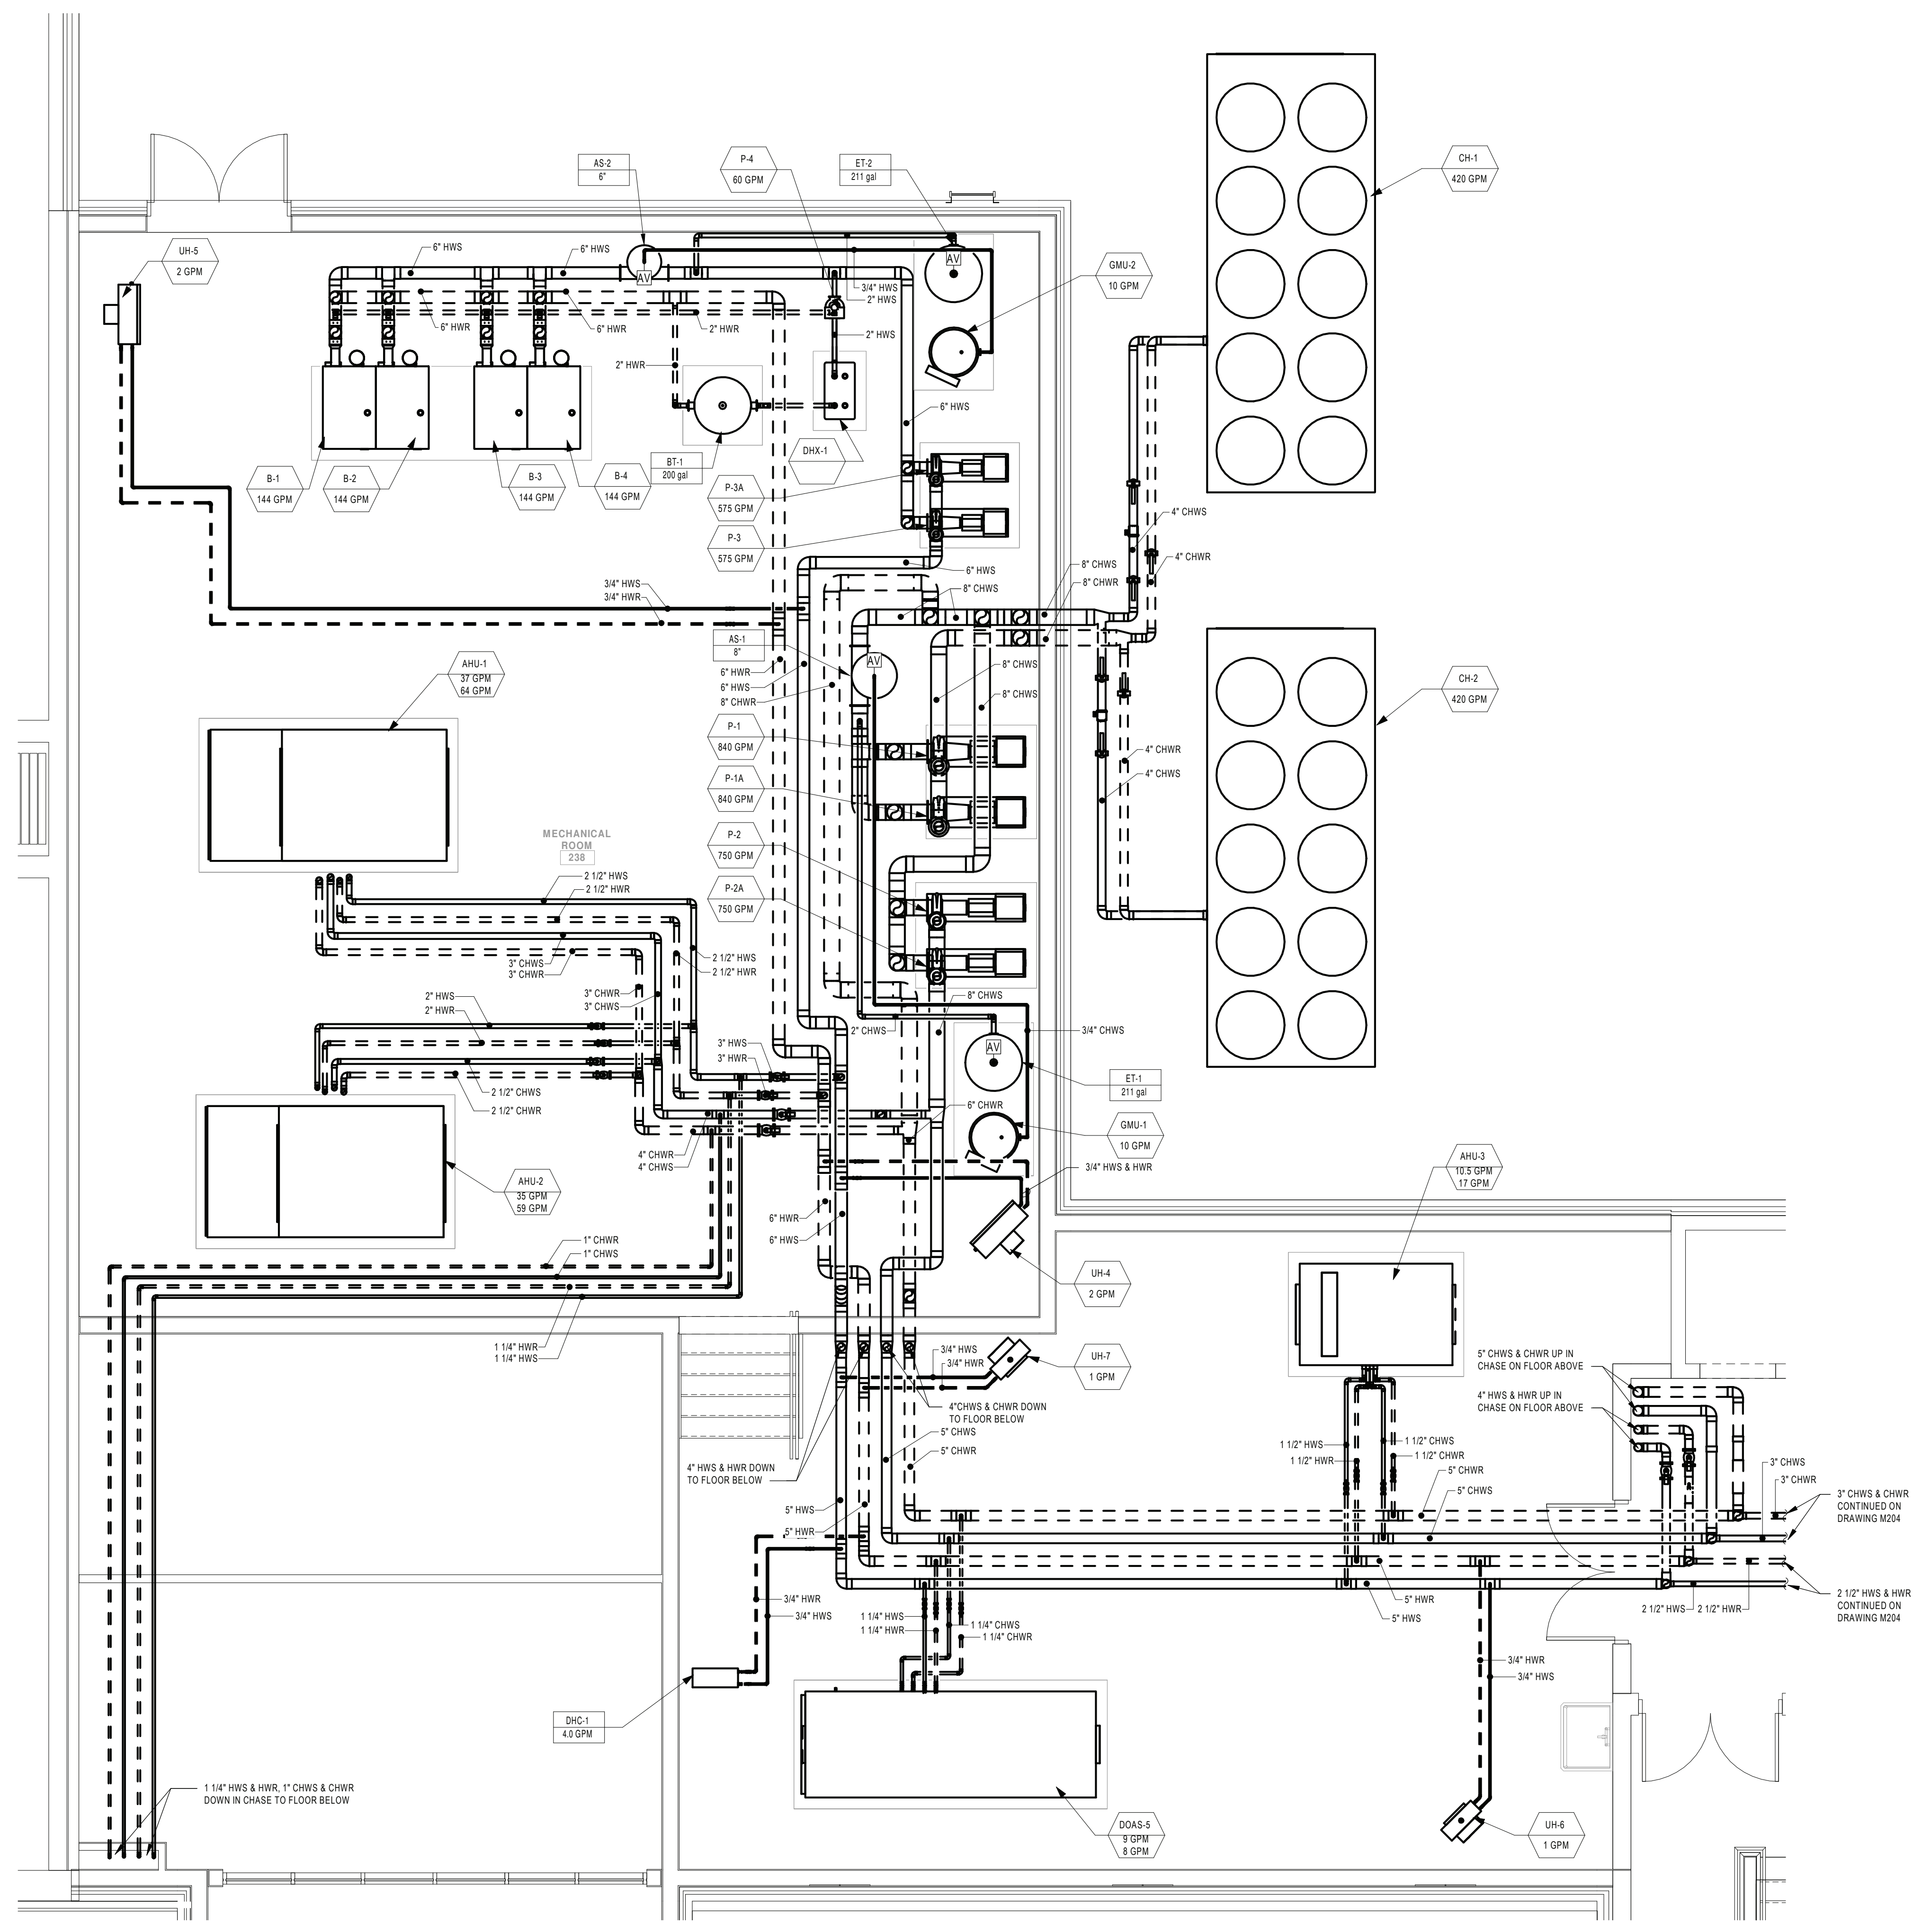 CH-1
420 GPM
AS-2
6"
P-4
60 GPM
ET-2
211 gal
UH-5
2 GPM
6" HWS
6" HWS
AV
AV
GMU-2
10 GPM
3/4" HWS
2" HWS
6" HWR
6" HWR
2" HWR
2" HWS
2" HWR
6" HWS
DHX-1
BT-1
200 gal
B-1
144 GPM
B-2
144 GPM
B-3
144 GPM
B-4
144 GPM
P-3A
575 GPM
P-3
575 GPM
4" CHWS
4" CHWR
6" HWS
8" CHWS
8" CHWS
8" CHWR
3/4" HWS
3/4" HWR
AS-1
8"
AV
6" HWR
6" HWS
8" CHWR
8" CHWS
8" CHWS
AHU-1
37 GPM
64 GPM
CH-2
420 GPM
P-1
840 GPM
4" CHWR
4" CHWS
P-1A
840 GPM
MECHANICAL
ROOM
238
P-2
750 GPM
P-2A
750 GPM
2 1/2" HWS
2 1/2" HWR
3" CHWS
3" CHWR
2 1/2" HWS
2 1/2" HWR
2" HWS
2" HWR
3" CHWR
3" CHWS
8" CHWS
2" CHWS
3/4" CHWS
3" HWS
3" HWR
AV
ET-1
211 gal
2 1/2" CHWS
2 1/2" CHWR
6" CHWR
GMU-1
10 GPM
4" CHWR
4" CHWS
3/4" HWS & HWR
AHU-3
10.5 GPM
17 GPM
AHU-2
35 GPM
59 GPM
6" HWR
6" HWS
1" CHWR
1" CHWS
UH-4
2 GPM
1 1/4" HWR
1 1/4" HWS
3/4" HWS
3/4" HWR
UH-7
1 GPM
5" CHWS & CHWR UP IN
CHASE ON FLOOR ABOVE
4" HWS & HWR UP IN
CHASE ON FLOOR ABOVE
4"CHWS & CHWR DOWN
TO FLOOR BELOW
5" CHWS
5" CHWR
1 1/2" HWS
1 1/2" HWR
1 1/2" CHWS
1 1/2" CHWR
5" CHWR
5" CHWS
3" CHWS
3" CHWR
4" HWS & HWR DOWN
TO FLOOR BELOW
3" CHWS & CHWR
CONTINUED ON
DRAWING M204
5" HWS
5" HWR
3/4" HWR
3/4" HWS
1 1/4" HWS
1 1/4" HWR
1 1/4" CHWS
1 1/4" CHWR
5" HWR
5" HWS
2 1/2" HWS
2 1/2" HWR
2 1/2" HWS & HWR
CONTINUED ON
DRAWING M204
3/4" HWR
3/4" HWS
DHC-1
4.0 GPM
1 1/4" HWS & HWR, 1" CHWS & CHWR
DOWN IN CHASE TO FLOOR BELOW
DOAS-5
9 GPM
8 GPM
UH-6
1 GPM